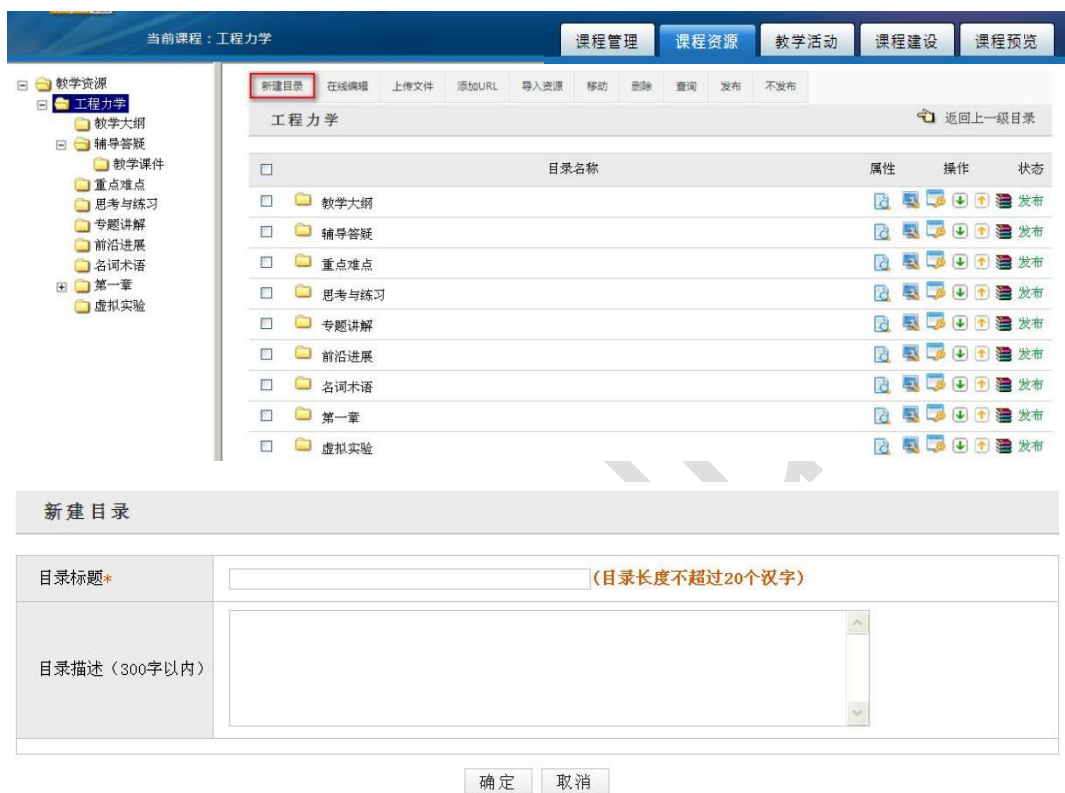 当前课程：工程力学
课程管理 课程资源 教学活动 课程建设 课程预览
教学资源
工程力学
教学大纲
辅导答疑
教学课件
重点难点
思考与练习
专题讲解
前沿进展
名词术语
第一章
虚拟实验
新建目录 在线编辑 上传文件 添加URL 导入资源 移动 删除 查询 发布 不发布
工程力学 返回上一级目录
目录名称 属性 操作 状态
教学大纲 发布
辅导答疑 发布
重点难点 发布
思考与练习 发布
专题讲解 发布
前沿进展 发布
名词术语 发布
第一章 发布
虚拟实验 发布
新建目录
目录标题* (目录长度不超过20个汉字)
目录描述（300字以内）
确定 取消